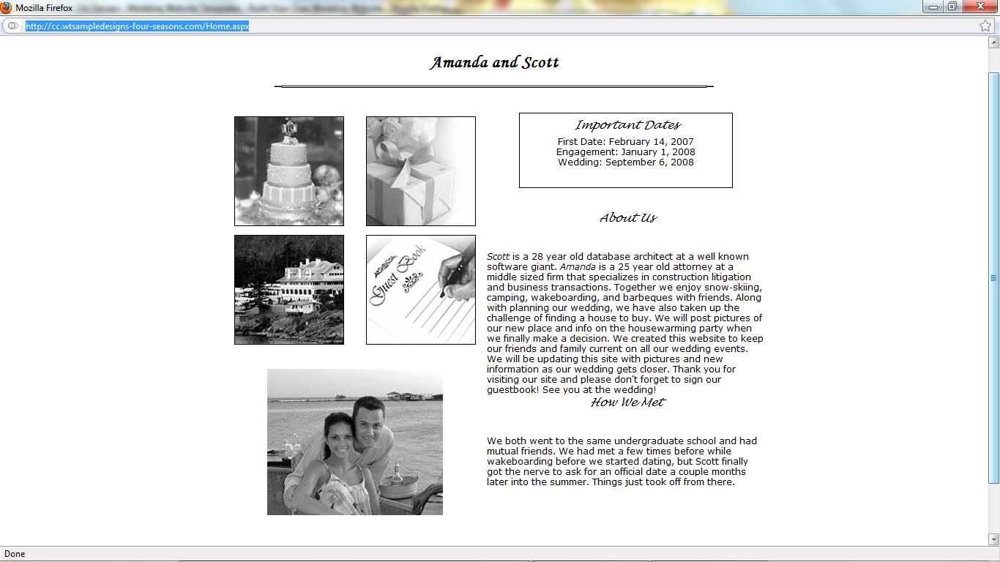 Mozilla Firefox
http://cc.wtsampledesigns-four-seasons.com/Home.aspx
Amanda and Scott
Important Dates
First Date: February 14, 2007
Engagement: January 1, 2008
Wedding: September 6, 2008
Guest Book
About Us
Scott is a 28 year old database architect at a well known
software giant. Amanda is a 25 year old attorney at a
middle sized firm that specializes in construction litigation
and business transactions. Together we enjoy snow-skiing,
camping, wakeboarding, and barbeques with friends. Along
with planning our wedding, we have also taken up the
challenge of finding a house to buy. We will post pictures of
our new place and info on the housewarming party when
we finally make a decision. We created this website to keep
our friends and family current on all our wedding events.
We will be updating this site with pictures and new
information as our wedding gets closer. Thank you for
visiting our site and please don't forget to sign our
guestbook! See you at the wedding!
How We Met
We both went to the same undergraduate school and had
mutual friends. We had met a few times before while
wakeboarding before we started dating, but Scott finally
got the nerve to ask for an official date a couple months
later into the summer. Things just took off from there.
Done